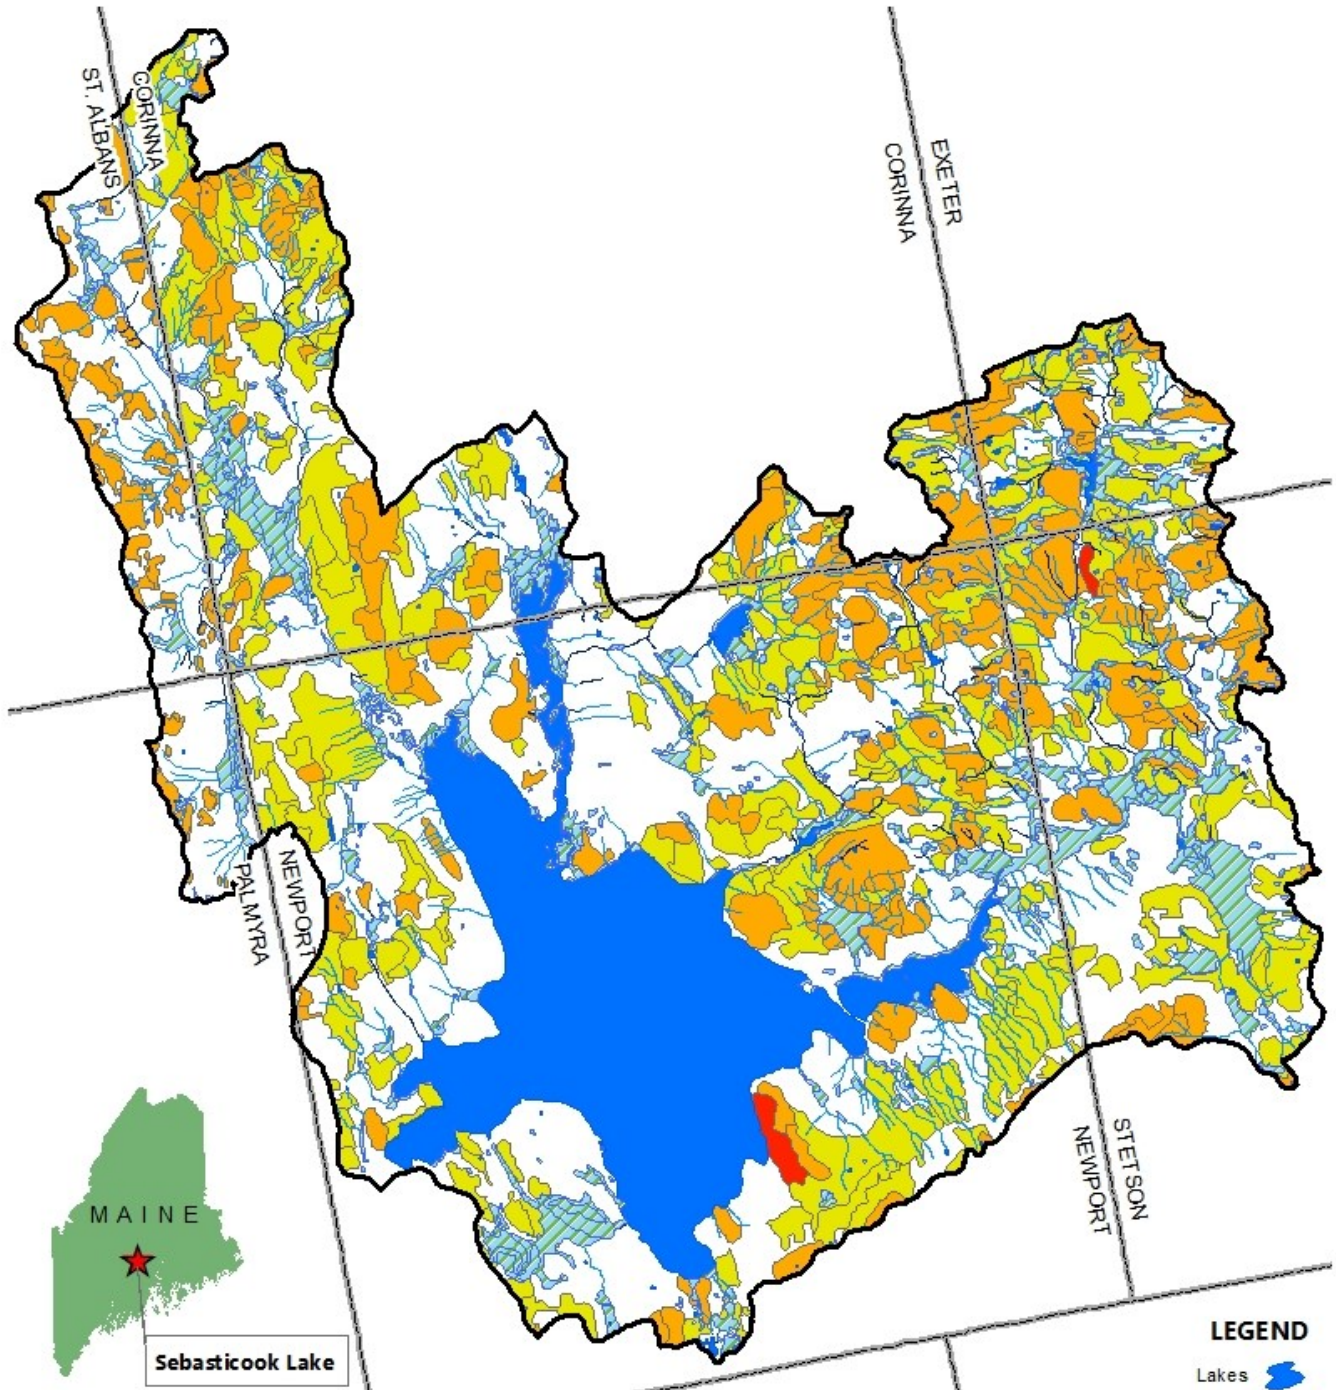 ST. ALBANS
CORINNA
EXETER
CORINNA
NEWPORT
PALMYRA
STETSON
NEWPORT
MAINE
Sebasticook Lake
LEGEND
Lakes